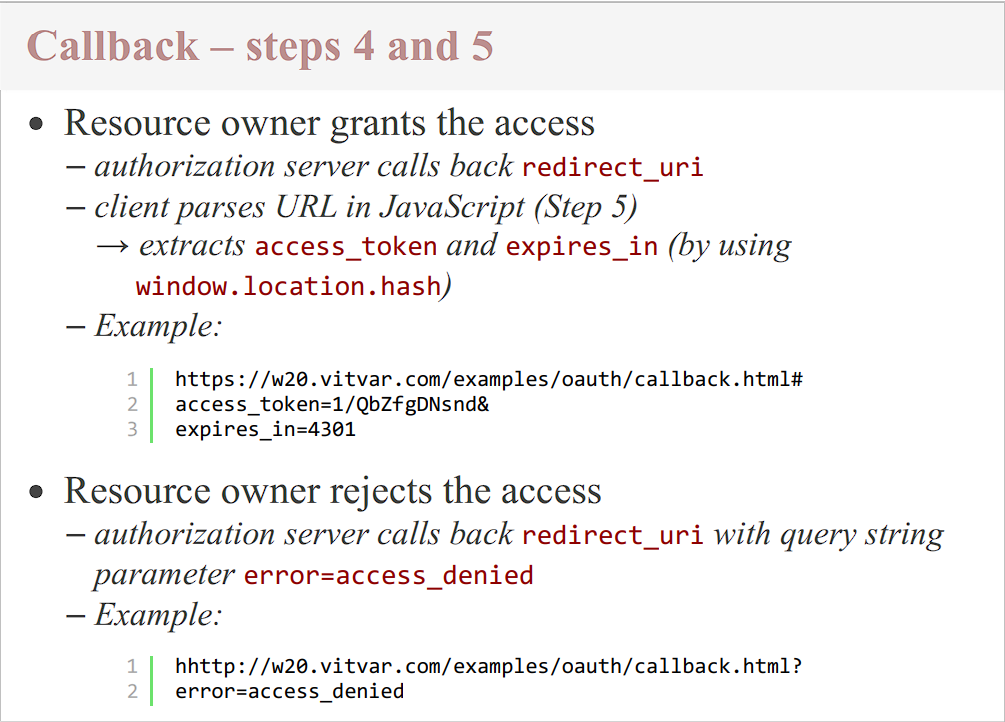 Callback – steps 4 and 5
• Resource owner grants the access
– authorization server calls back redirect_uri
– client parses URL in JavaScript (Step 5)
→ extracts access_token and expires_in (by using
window.location.hash)
– Example:
1 https://w20.vitvar.com/examples/oauth/callback.html#
2 access_token=1/QbZfgDNsnd&
3 expires_in=4301
• Resource owner rejects the access
– authorization server calls back redirect_uri with query string
parameter error=access_denied
– Example:
1 hhttp://w20.vitvar.com/examples/oauth/callback.html?
2 error=access_denied